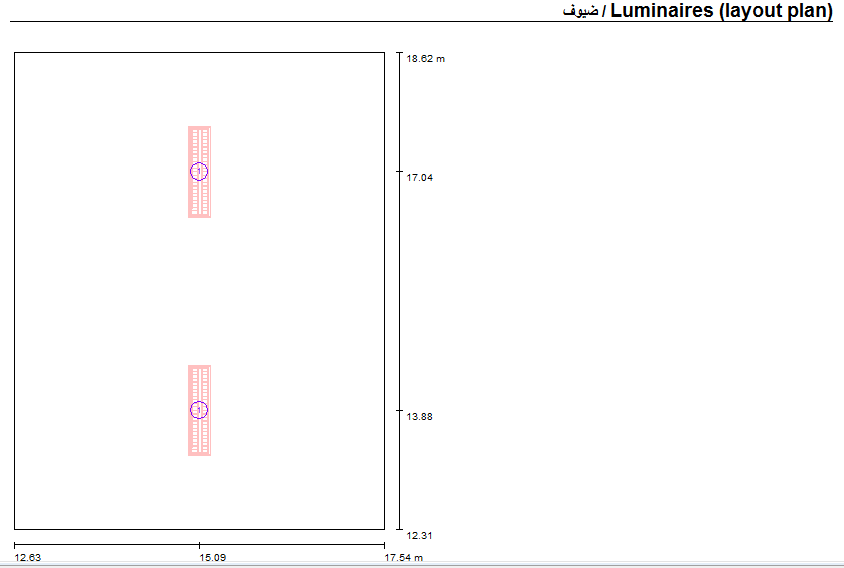 ضيوف / Luminaires (layout plan)
18.62 m
1
17.04
1
13.88
12.31
12.63 15.09 17.54 m